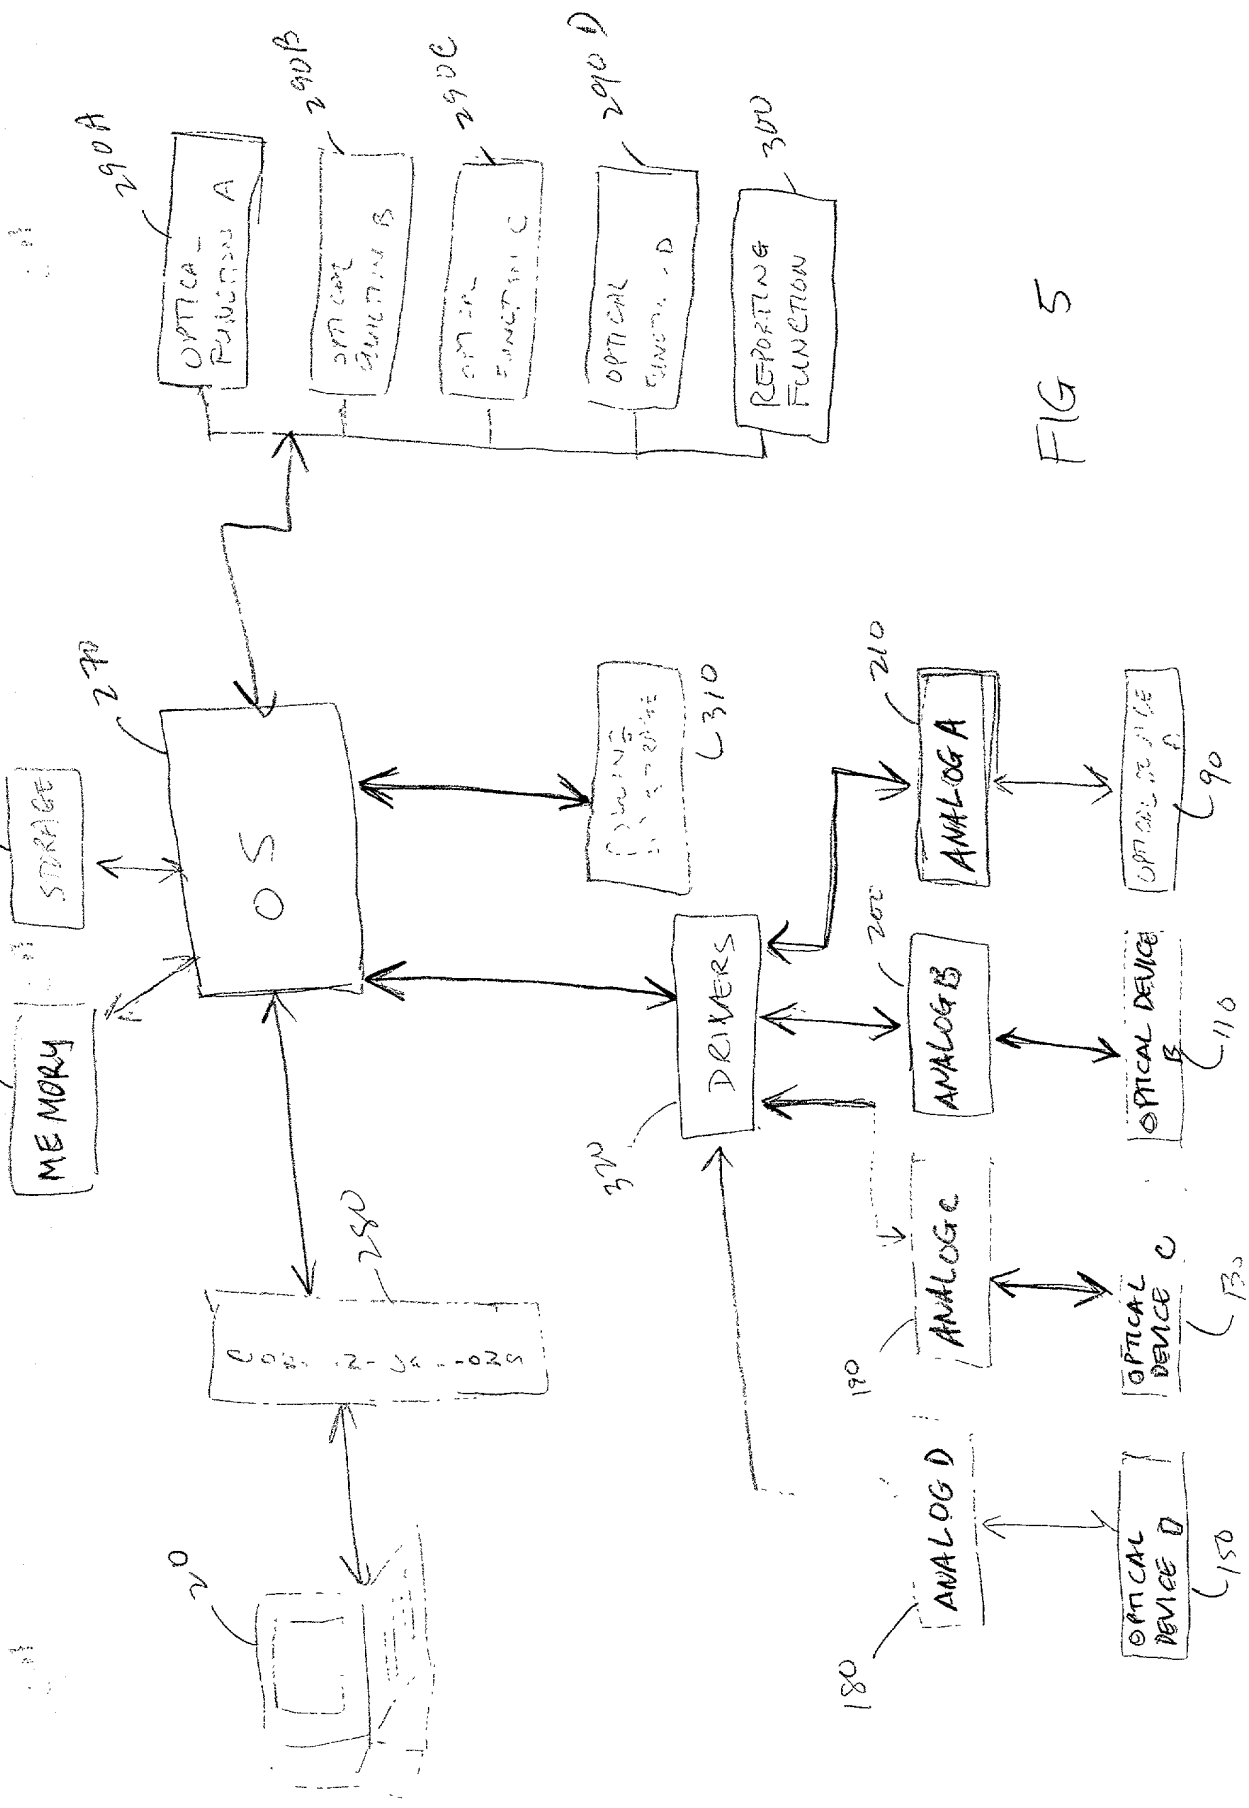 20
280
MEMORY
STORAGE
OS
270
OPTICAL
FUNCTION A
290A
OPTICAL
FUNCTION B
290B
FUNCTION C
290C
OPTICAL
D
290D
REPORTING
FUNCTION
300
310
DRIVERS
320
ANALOG D
180
ANALOG C
190
ANALOG B
200
ANALOG A
210
OPTICAL
DEVICE D
150
OPTICAL
DEVICE C
130
OPTICAL DEVICE
B
110
OPTICAL
A
90
FIG 5